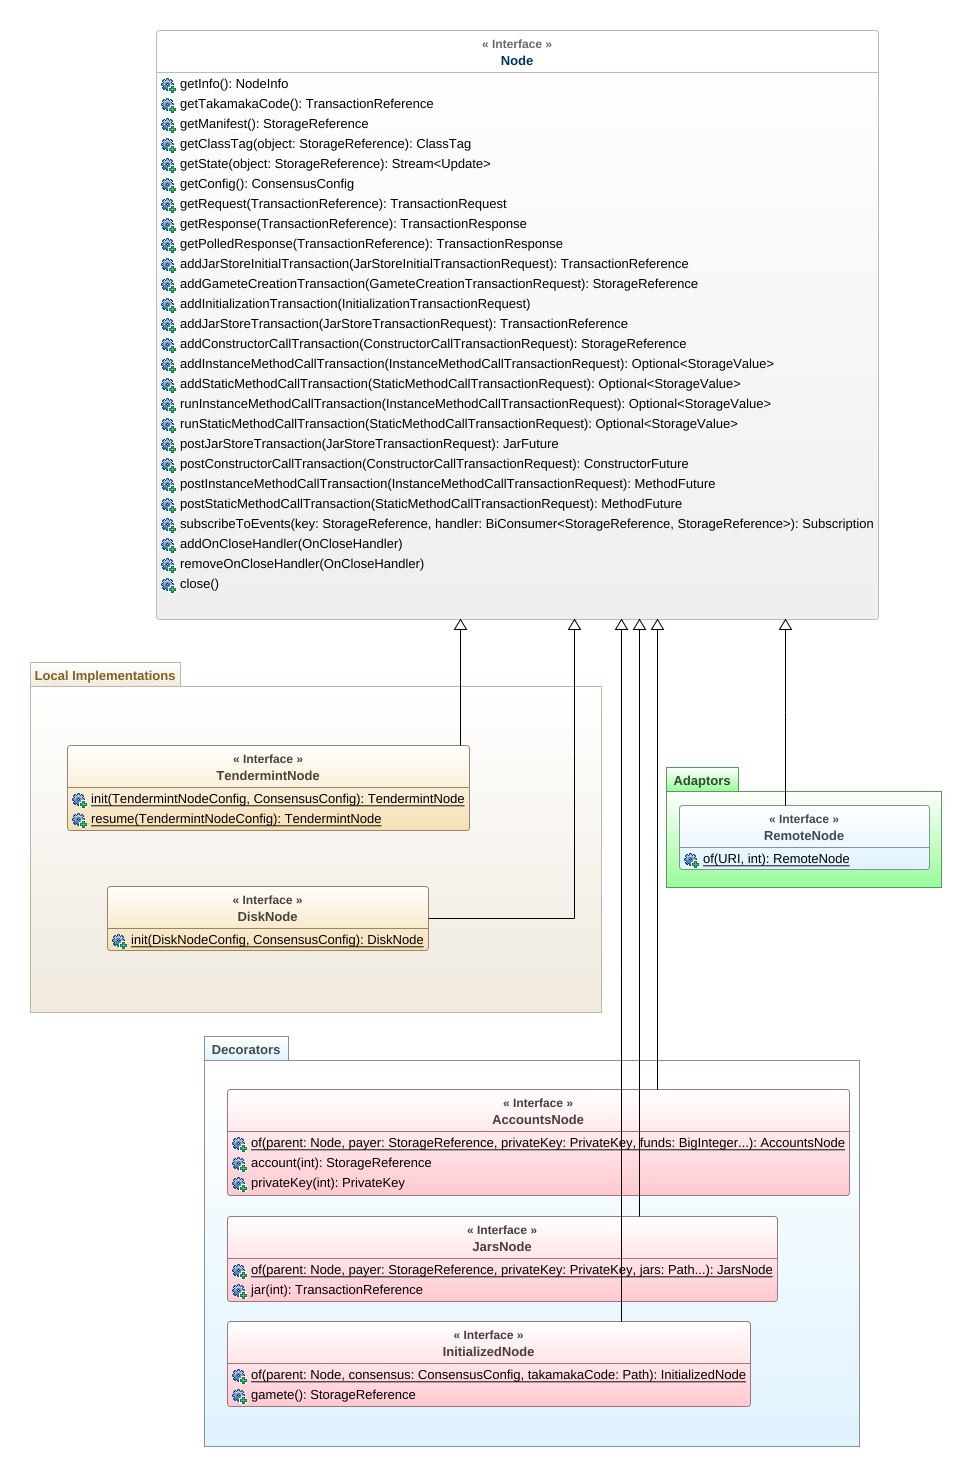 « Interface »
Node
getInfo(): NodeInfo
getTakamakaCode(): TransactionReference
getManifest(): StorageReference
getClassTag(object: StorageReference): ClassTag
getState(object: StorageReference): Stream<Update>
getConfig(): ConsensusConfig
getRequest(TransactionReference): TransactionRequest
getResponse(TransactionReference): TransactionResponse
getPolledResponse(TransactionReference): TransactionResponse
addJarStoreInitialTransaction(JarStoreInitialTransactionRequest): TransactionReference
addGameteCreationTransaction(GameteCreationTransactionRequest): StorageReference
addInitializationTransaction(InitializationTransactionRequest)
addJarStoreTransaction(JarStoreTransactionRequest): TransactionReference
addConstructorCallTransaction(ConstructorCallTransactionRequest): StorageReference
addInstanceMethodCallTransaction(InstanceMethodCallTransactionRequest): Optional<StorageValue>
addStaticMethodCallTransaction(StaticMethodCallTransactionRequest): Optional<StorageValue>
runInstanceMethodCallTransaction(InstanceMethodCallTransactionRequest): Optional<StorageValue>
runStaticMethodCallTransaction(StaticMethodCallTransactionRequest): Optional<StorageValue>
postJarStoreTransaction(JarStoreTransactionRequest): JarFuture
postConstructorCallTransaction(ConstructorCallTransactionRequest): ConstructorFuture
postInstanceMethodCallTransaction(InstanceMethodCallTransactionRequest): MethodFuture
postStaticMethodCallTransaction(StaticMethodCallTransactionRequest): MethodFuture
subscribeToEvents(key: StorageReference, handler: BiConsumer<StorageReference, StorageReference>): Subscription
addOnCloseHandler(OnCloseHandler)
removeOnCloseHandler(OnCloseHandler)
close()
Local Implementations
« Interface »
TendermintNode
init(TendermintNodeConfig, ConsensusConfig): TendermintNode
resume(TendermintNodeConfig): TendermintNode
« Interface »
DiskNode
init(DiskNodeConfig, ConsensusConfig): DiskNode
Adaptors
« Interface »
RemoteNode
of(URI, int): RemoteNode
Decorators
« Interface »
AccountsNode
of(parent: Node, payer: StorageReference, privateKey: PrivateKey, funds: BigInteger...): AccountsNode
account(int): StorageReference
privateKey(int): PrivateKey
« Interface »
JarsNode
of(parent: Node, payer: StorageReference, privateKey: PrivateKey, jars: Path...): JarsNode
jar(int): TransactionReference
« Interface »
InitializedNode
of(parent: Node, consensus: ConsensusConfig, takamakaCode: Path): InitializedNode
gamete(): StorageReference